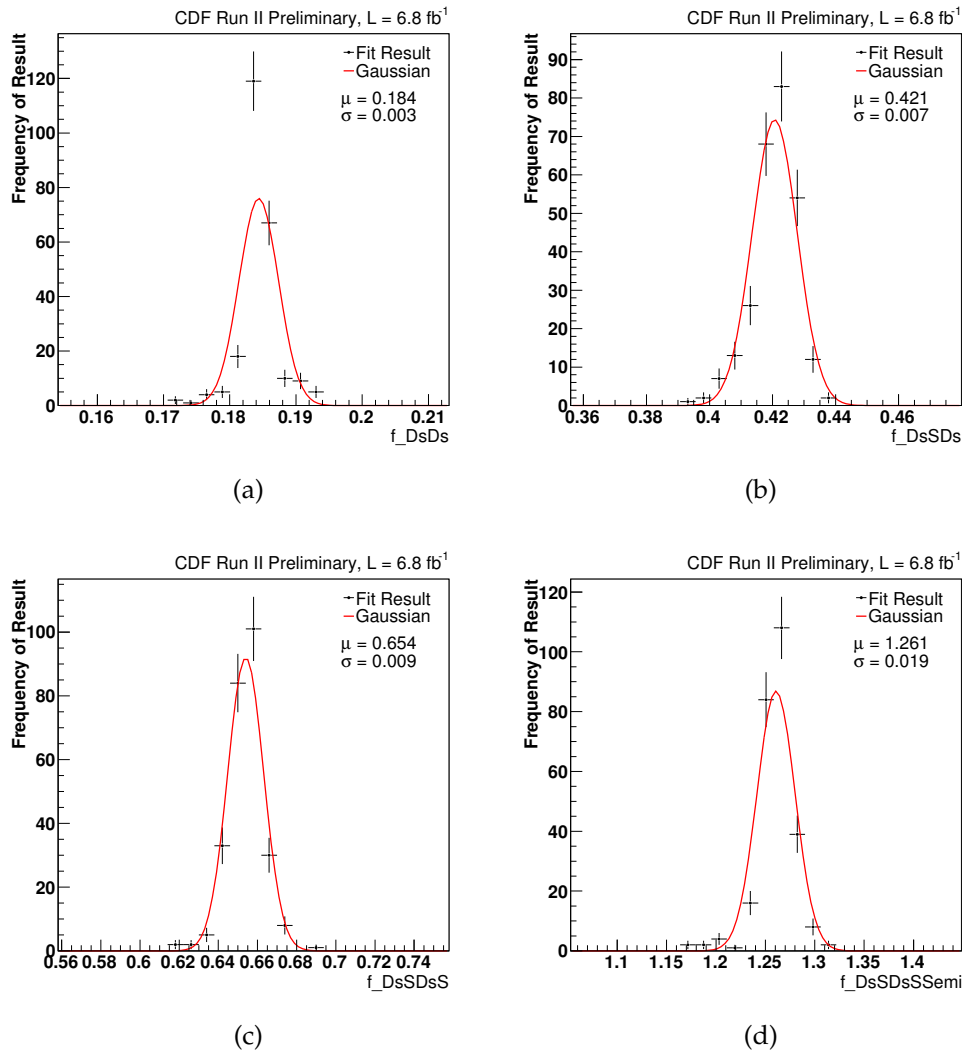 CDF Run II Preliminary, L = 6.8 fb⁻¹
Frequency of Result
Fit Result
Gaussian
μ = 0.184
σ = 0.003
120
100
80
60
40
20
0
0.16 0.17 0.18 0.19 0.2 0.21
f_DsDs
(a)
CDF Run II Preliminary, L = 6.8 fb⁻¹
Frequency of Result
Fit Result
Gaussian
μ = 0.421
σ = 0.007
90
80
70
60
50
40
30
20
10
0
0.36 0.38 0.4 0.42 0.44 0.46
f_DsSDs
(b)
CDF Run II Preliminary, L = 6.8 fb⁻¹
Frequency of Result
Fit Result
Gaussian
μ = 0.654
σ = 0.009
100
80
60
40
20
0
0.56 0.58 0.6 0.62 0.64 0.66 0.68 0.7 0.72 0.74
f_DsSDsS
(c)
CDF Run II Preliminary, L = 6.8 fb⁻¹
Frequency of Result
Fit Result
Gaussian
μ = 1.261
σ = 0.019
120
100
80
60
40
20
0
1.1 1.15 1.2 1.25 1.3 1.35 1.4
f_DsSDsSSemi
(d)